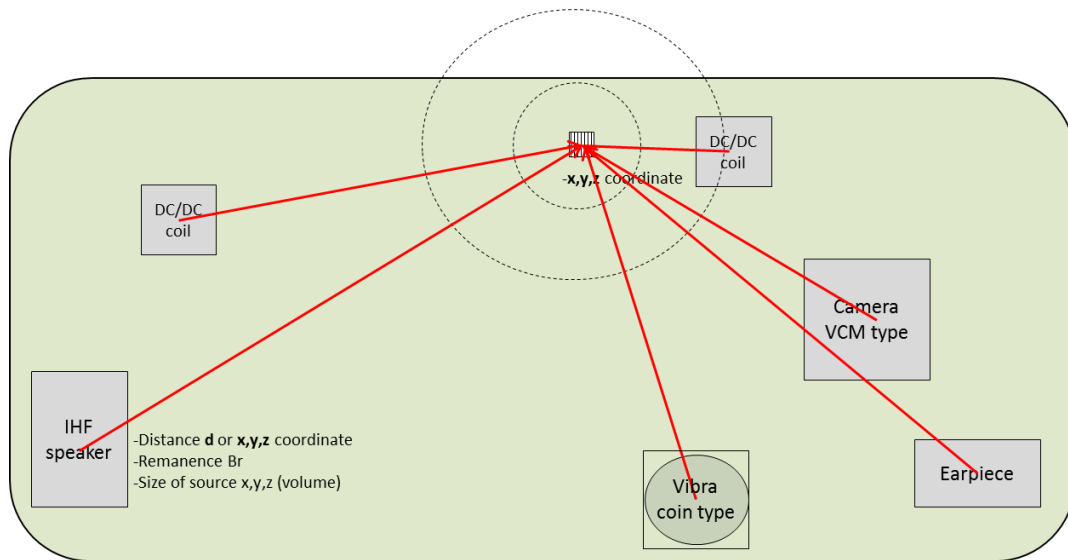 DC/DC
coil
-x,y,z coordinate
DC/DC
coil
Camera
VCM type
IHF
speaker
-Distance d or x,y,z coordinate
-Remanence Br
-Size of source x,y,z (volume)
Vibra
coin type
Earpiece